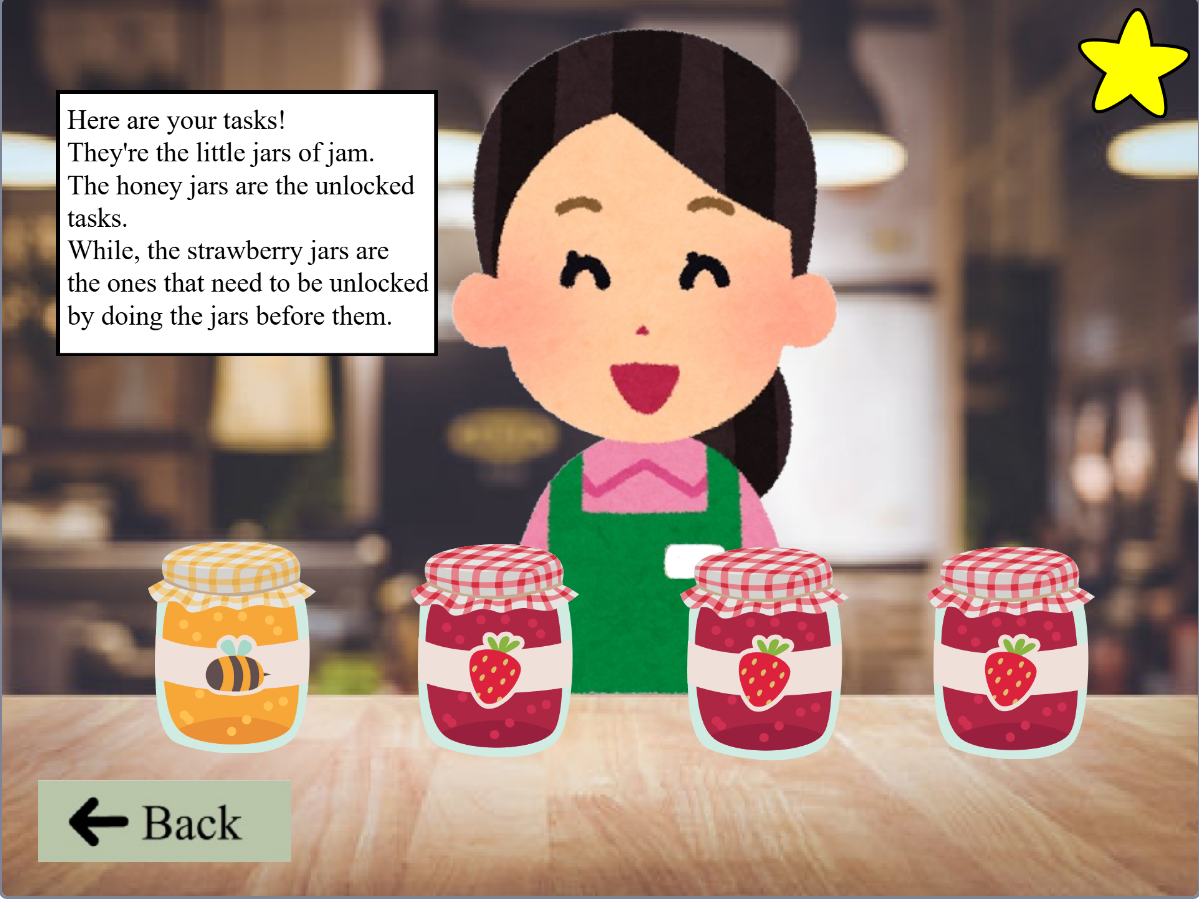 Here are your tasks!
They're the little jars of jam.
The honey jars are the unlocked
tasks.
While, the strawberry jars are
the ones that need to be unlocked
by doing the jars before them.
Back